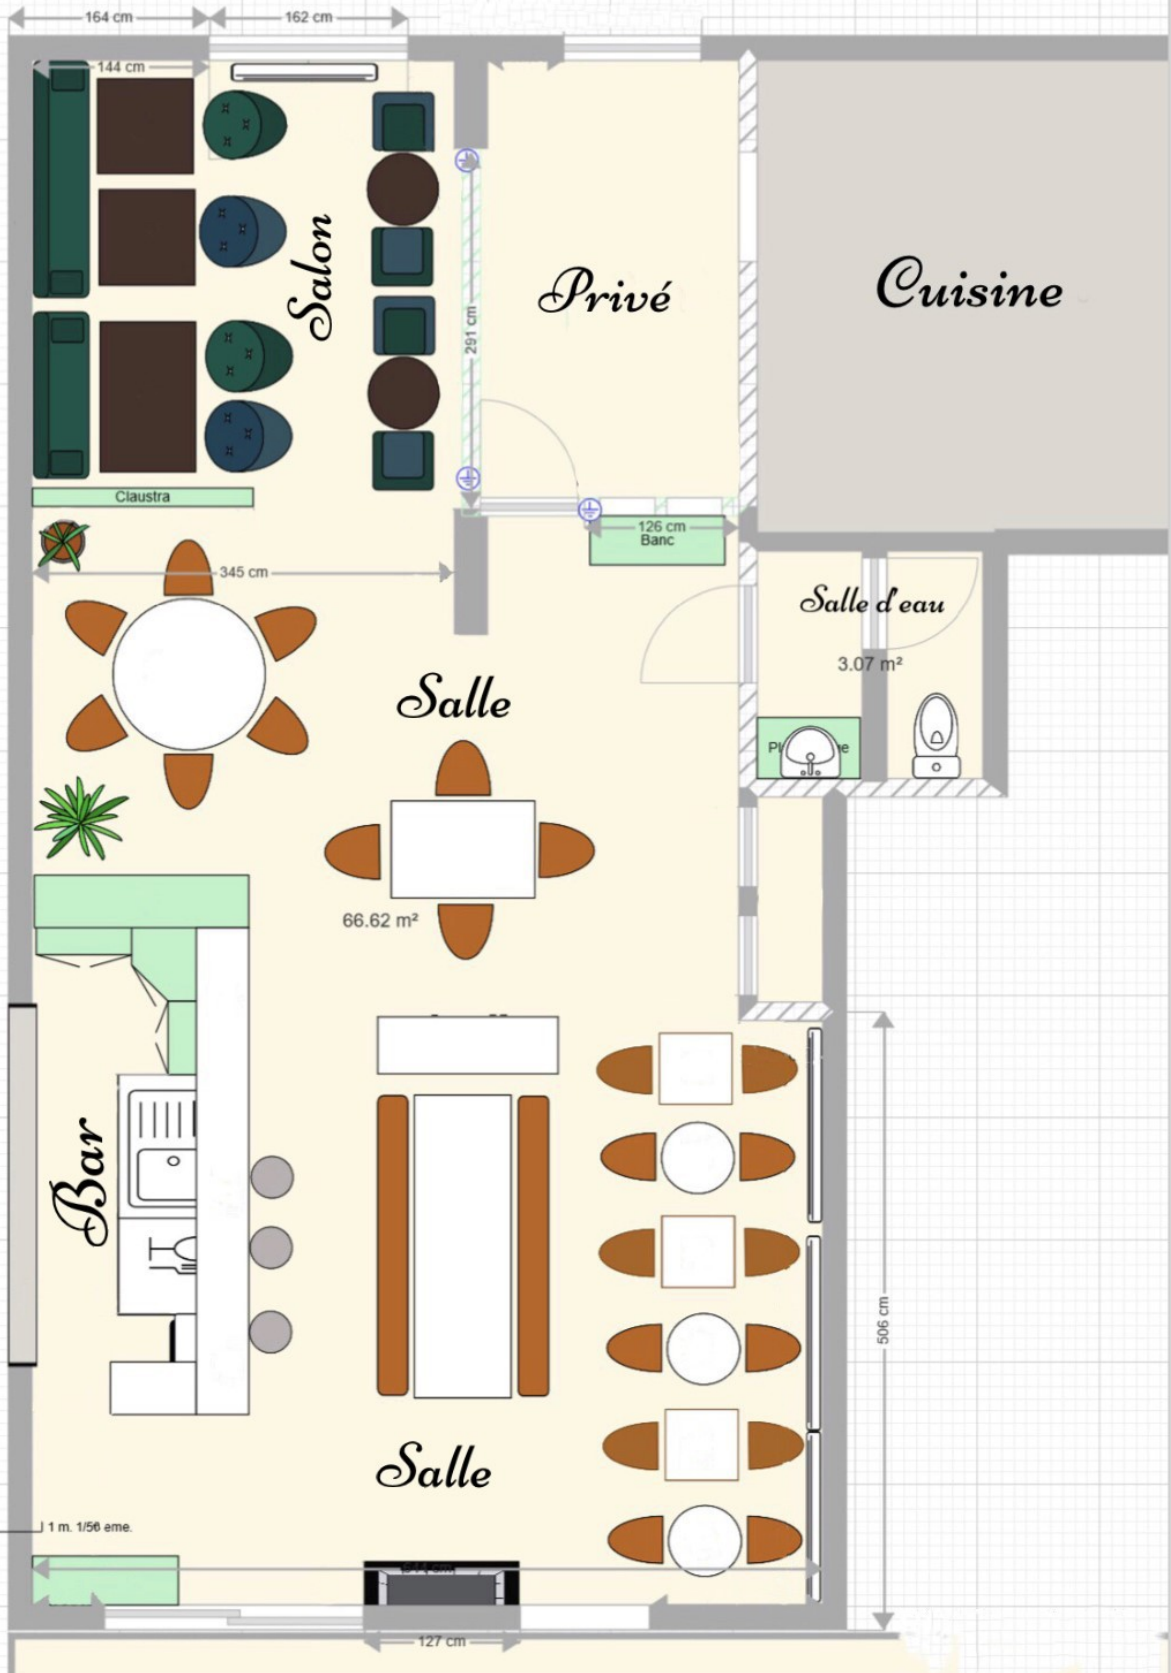 164 cm
162 cm
144 cm
Salon
Privé
Cuisine
291 cm
Claustra
126 cm
Banc
345 cm
Salle d'eau
3.07 m²
Salle
66.62 m²
Bar
506 cm
Salle
1 m. 1/56 eme.
127 cm